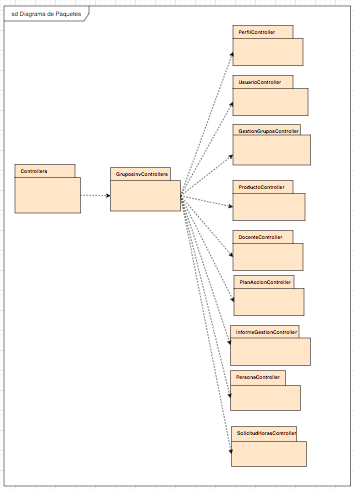 sd Diagrama de Paquetes
PerfilController
UsuarioController
GestionGruposController
Controllers
GruposInvControllers
ProductoController
DocenteController
PlanAccionController
InformeGestionController
PersonaController
SolicitudHorasController